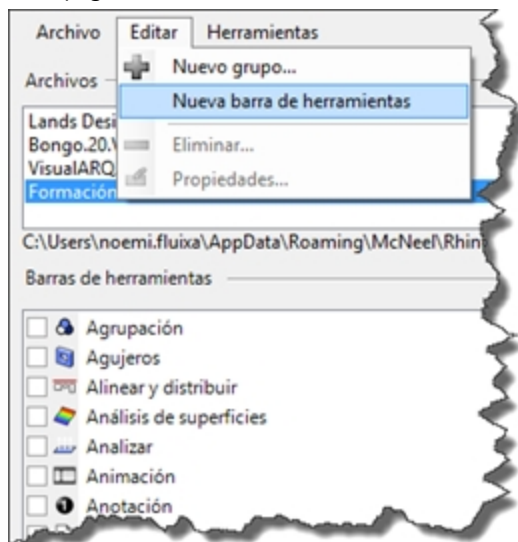 Archivo Editar Herramientas
Nuevo grupo...
Archivos
Nueva barra de herramientas
Lands Desi
Bongo.20.
Eliminar...
VisualARQ
Propiedades...
Formación
C:\Users\noemi.fluixa\AppData\Roaming\McNeel\Rhin
Barras de herramientas
Agrupación
Agujeros
Alinear y distribuir
Análisis de superficies
Analizar
Animación
Anotación